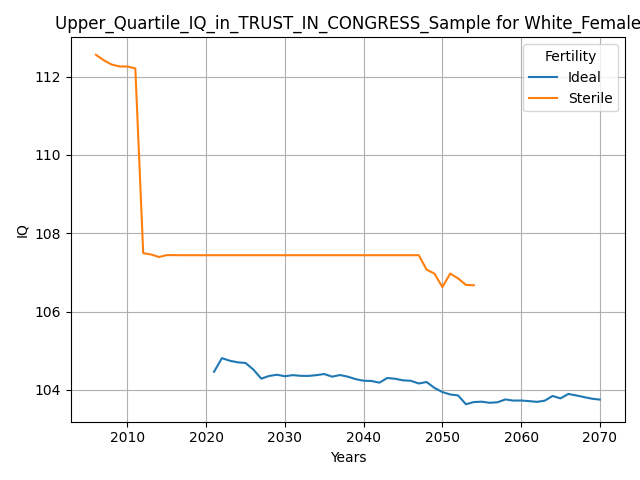 Upper_Quartile_IQ_in_TRUST_IN_CONGRESS_Sample for White_Female
Fertility
Ideal
Sterile
IQ
112
110
108
106
104
2010 2020 2030 2040 2050 2060 2070
Years